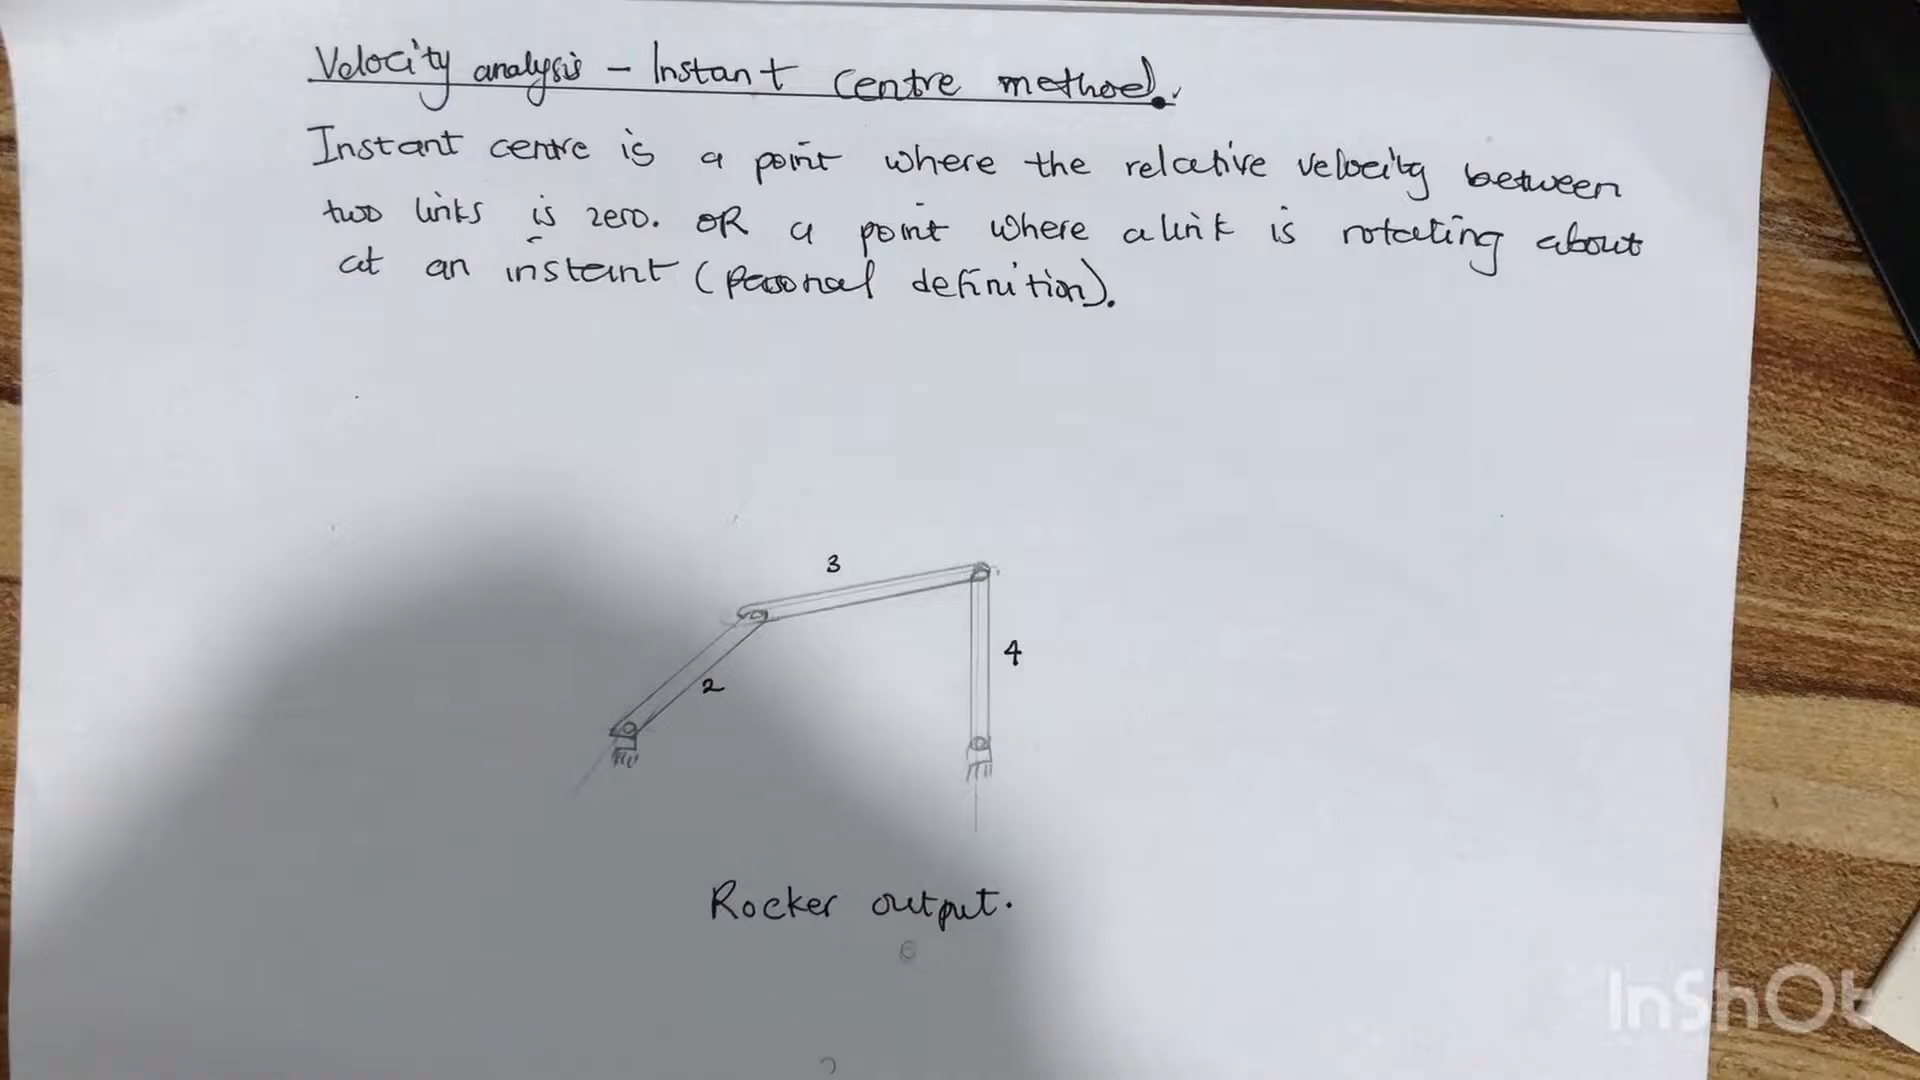 Velocity analysis - Instant centre method.
Instant centre is a point where the relative velocity between
two links is zero. OR a point where a link is rotating about
at an instant (personal definition).
3
4
2
Rocker output.
InShOt